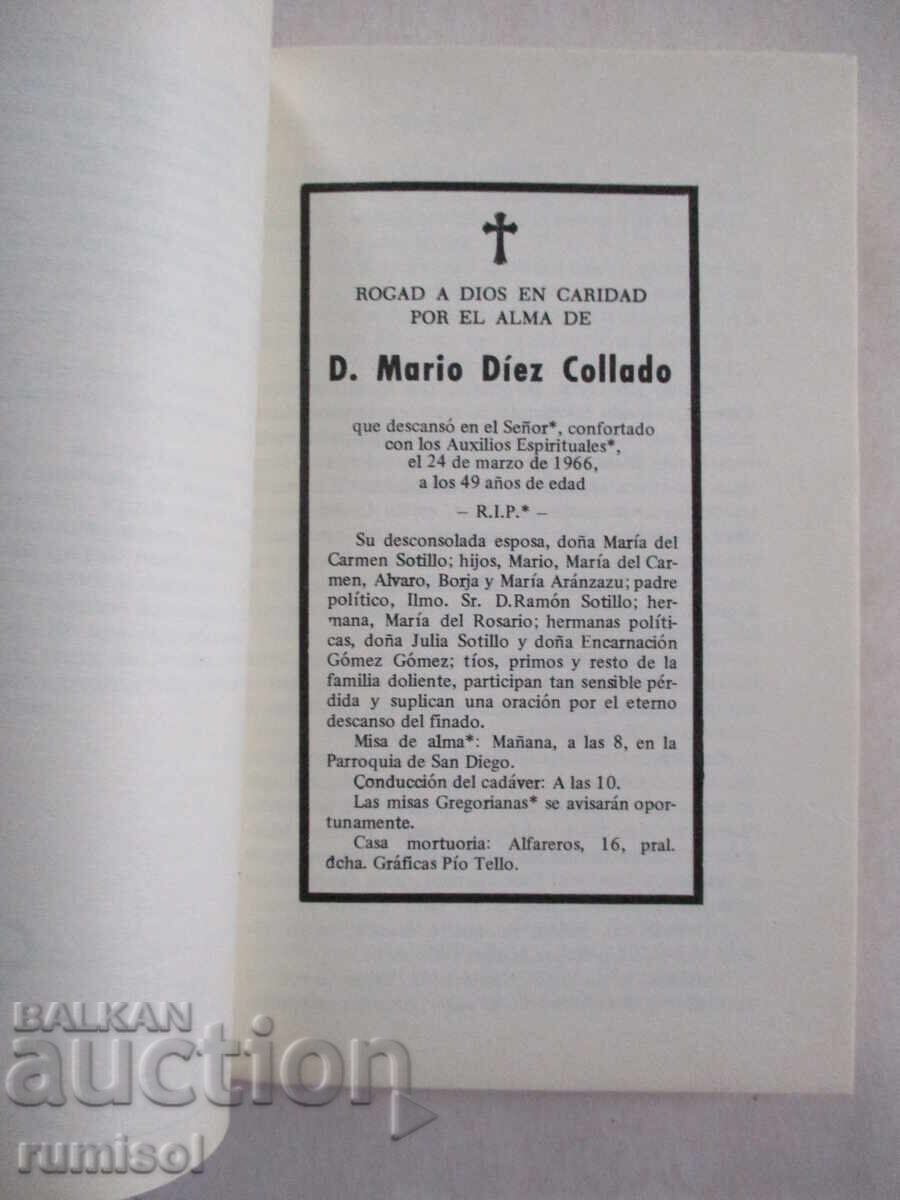 ROGAD A DIOS EN CARIDAD
POR EL ALMA DE
D. Mario Díez Collado
que descansó en el Señor*, confortado
con los Auxilios Espirituales*,
el 24 de marzo de 1966,
a los 49 años de edad
– R.I.P.* –
Su desconsolada esposa, doña María del
Carmen Sotillo; hijos, Mario, María del Car-
men, Alvaro, Borja y María Aránzazu; padre
político, Ilmo. Sr. D.Ramón Sotillo; her-
mana, María del Rosario; hermanas políti-
cas, doña Julia Sotillo y doña Encarnación
Gómez Gómez; tíos, primos y resto de la
familia doliente, participan tan sensible pér-
dida y suplican una oración por el eterno
descanso del finado.
Misa de alma*: Mañana, a las 8, en la
Parroquia de San Diego.
Conducción del cadáver: A las 10.
Las misas Gregorianas* se avisarán opor-
tunamente.
Casa mortuoria: Alfareros, 16, pral.
dcha. Gráficas Pío Tello.
BALKAN
auction
rumisol